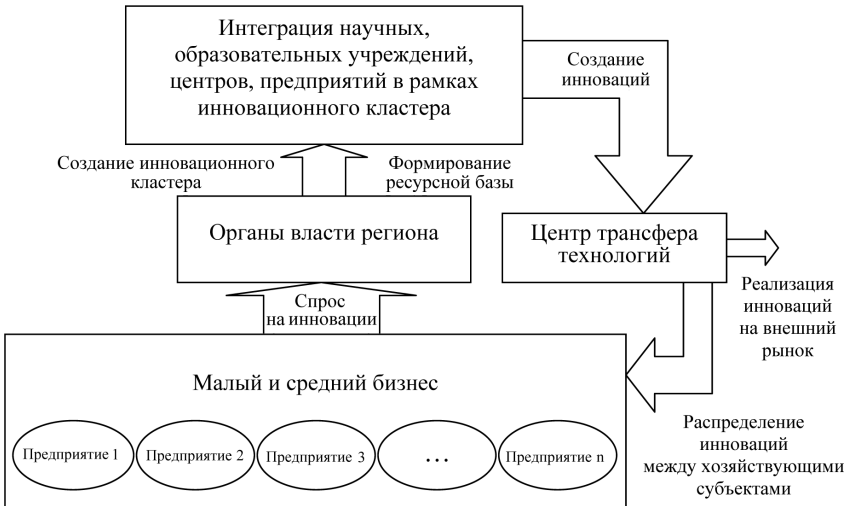 Интеграция научных,
образовательных учреждений,
центров, предприятий в рамках
инновационного кластера
Создание
инноваций
Создание инновационного
кластера
Формирование
ресурсной базы
Органы власти региона
Центр трансфера
технологий
Реализация
инноваций
на внешний
рынок
Спрос
на инновации
Малый и средний бизнес
Предприятие 1
Предприятие 2
Предприятие 3
...
Предприятие n
Распределение
инноваций
между хозяйствующими
субъектами